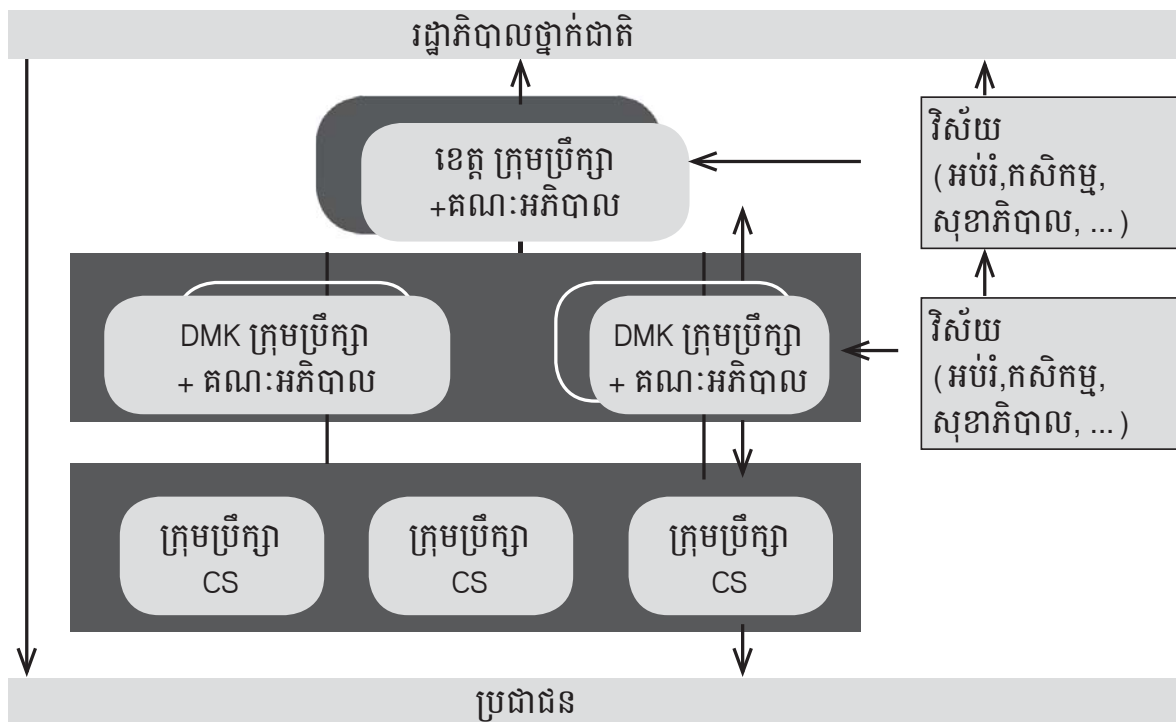 រដ្ឋាភិបាលថ្នាក់ជាតិ
ខេត្ត ក្រុមប្រឹក្សា
+គណៈអភិបាល
វិស័យ
(អប់រំ,កសិកម្ម,
សុខាភិបាល, ...)
DMK ក្រុមប្រឹក្សា
+ គណៈអភិបាល
DMK ក្រុមប្រឹក្សា
+ គណៈអភិបាល
វិស័យ
(អប់រំ,កសិកម្ម,
សុខាភិបាល, ...)
ក្រុមប្រឹក្សា
CS
ក្រុមប្រឹក្សា
CS
ក្រុមប្រឹក្សា
CS
ប្រជាជន